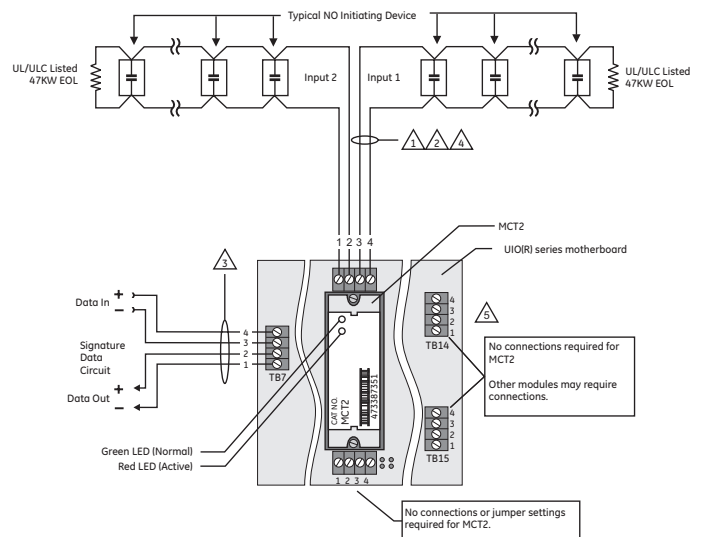 Typical NO Initiating Device
UL/ULC Listed
47KW EOL
Input 2
Input 1
UL/ULC Listed
47KW EOL
1 2 4
1 2 3 4
MCT2
UIO(R) series motherboard
3
Data In
+
−
Signature
Data
Circuit
+
−
Data Out
4
3
2
1
TB7
CAT NO.
MCT2
473387351
4
3
2
1
TB14
5
No connections required for
MCT2
Other modules may require
connections.
4
3
2
1
TB15
Green LED (Normal)
Red LED (Active)
1 2 3 4
No connections or jumper settings
required for MCT2.